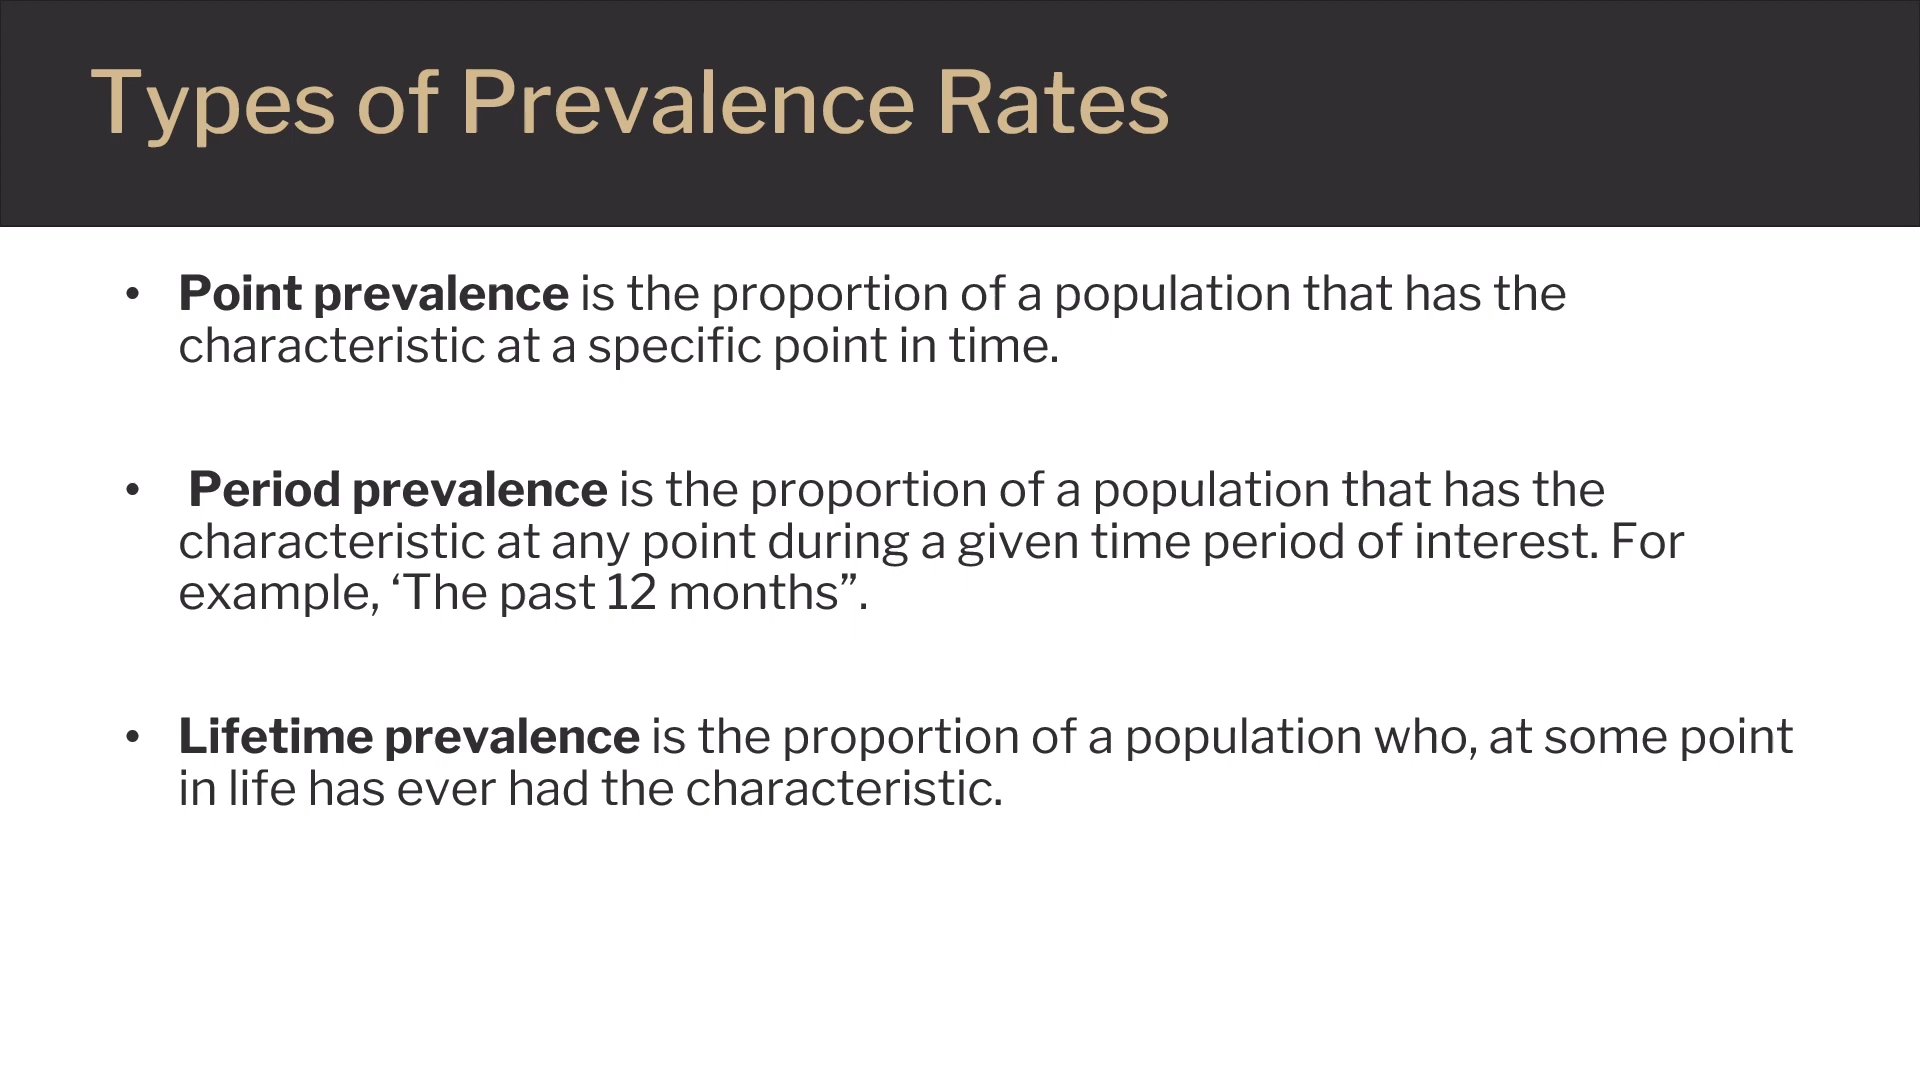 Types of Prevalence Rates
• Point prevalence is the proportion of a population that has the
characteristic at a specific point in time.
• Period prevalence is the proportion of a population that has the
characteristic at any point during a given time period of interest. For
example, ‘The past 12 months”.
• Lifetime prevalence is the proportion of a population who, at some point
in life has ever had the characteristic.